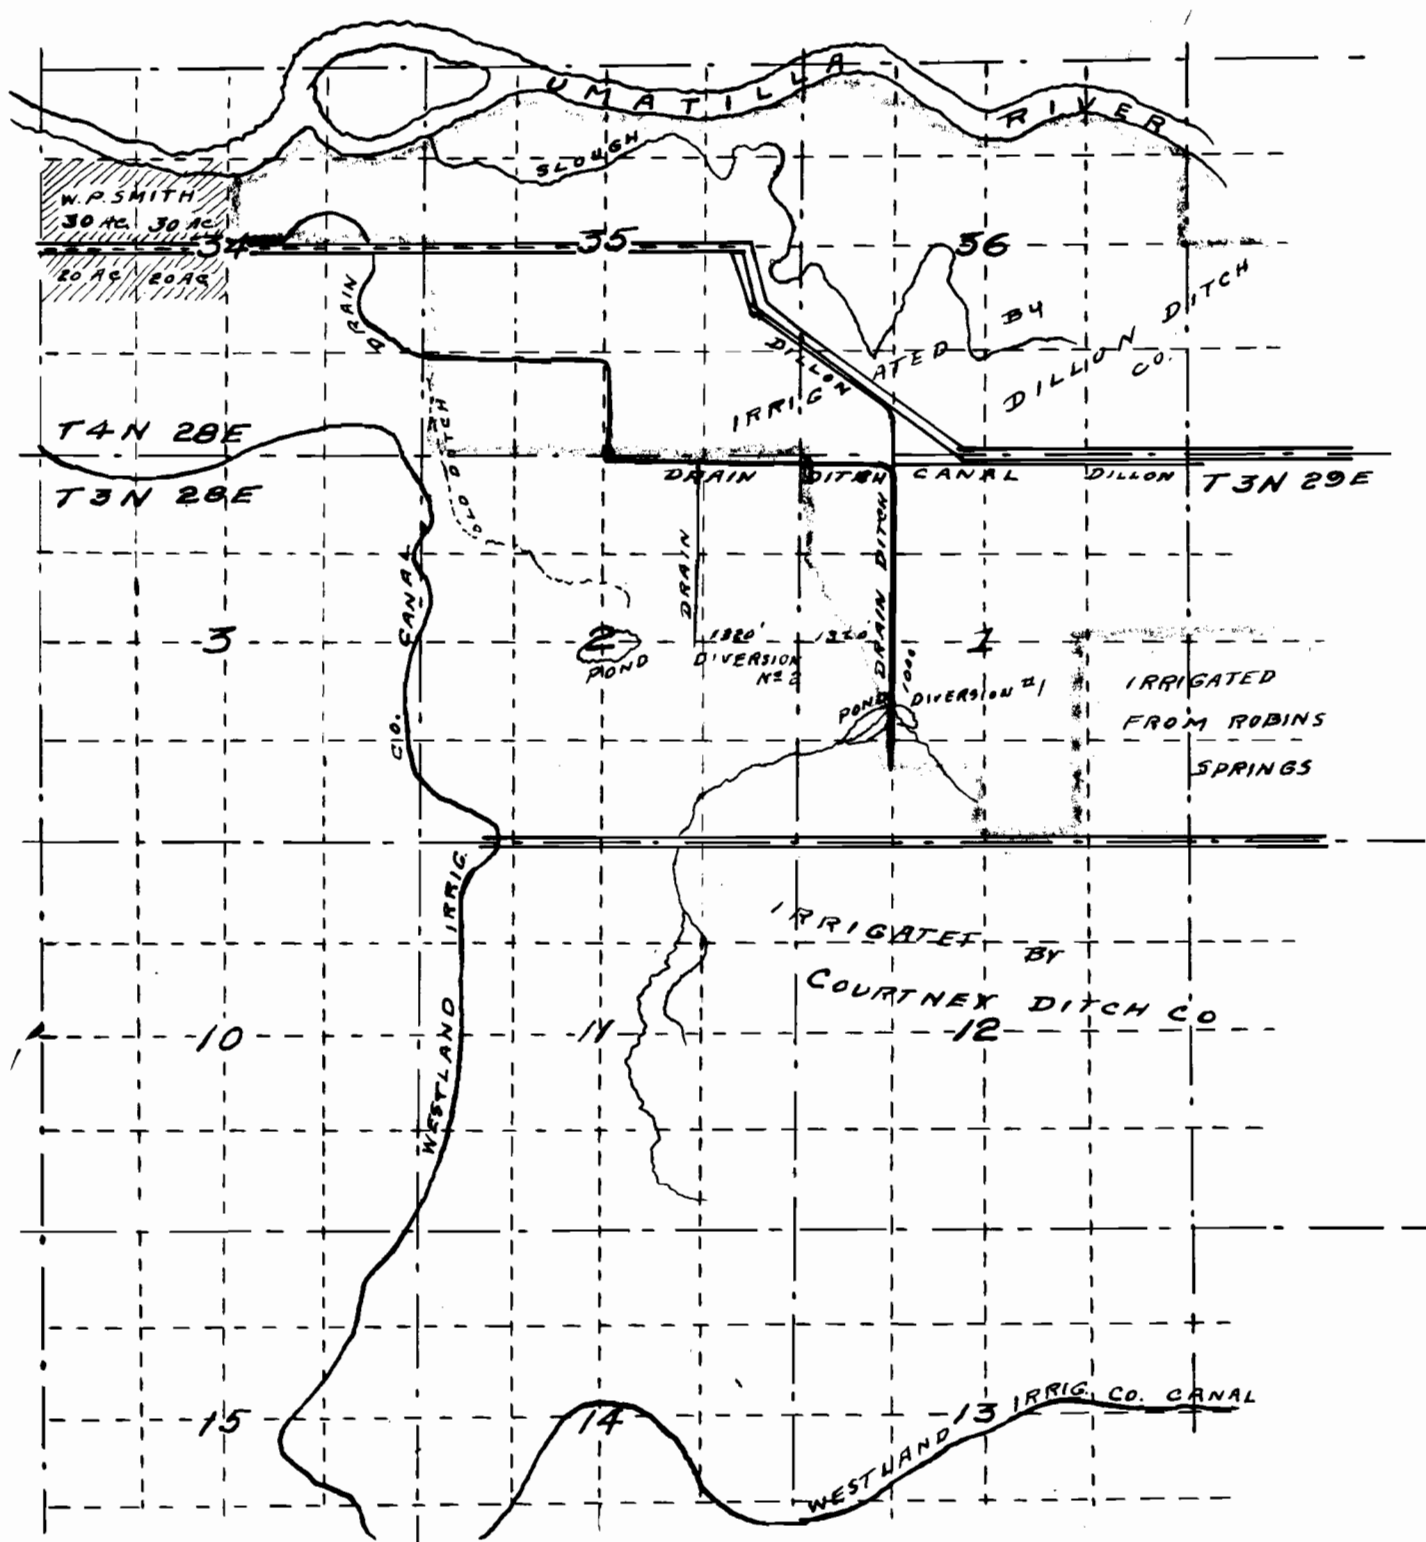 UMATILLA RIVER
SLOUGH
W.P. SMITH
30 AC 30 AC
34
35
36
20 AC 20 AC
DRAIN
IRRIGATED BY
DILLON DITCH
CO.
DILLON
OLD DITCH
T4N 28E
T3N 28E
DRAIN DITCH CANAL DILLON T3N 29E
DRAIN
DRAIN DITCH
CANAL
CO.
3
2
1
POND
1320' 1320'
DIVERSION
Nº 2
1000'
POND
DIVERSION #1
IRRIGATED
FROM ROBINS
SPRINGS
WESTLAND IRRIG.
IRRIGATED BY
COURTNEY DITCH CO
10
11
12
15
14
13
WESTLAND IRRIG. CO. CANAL